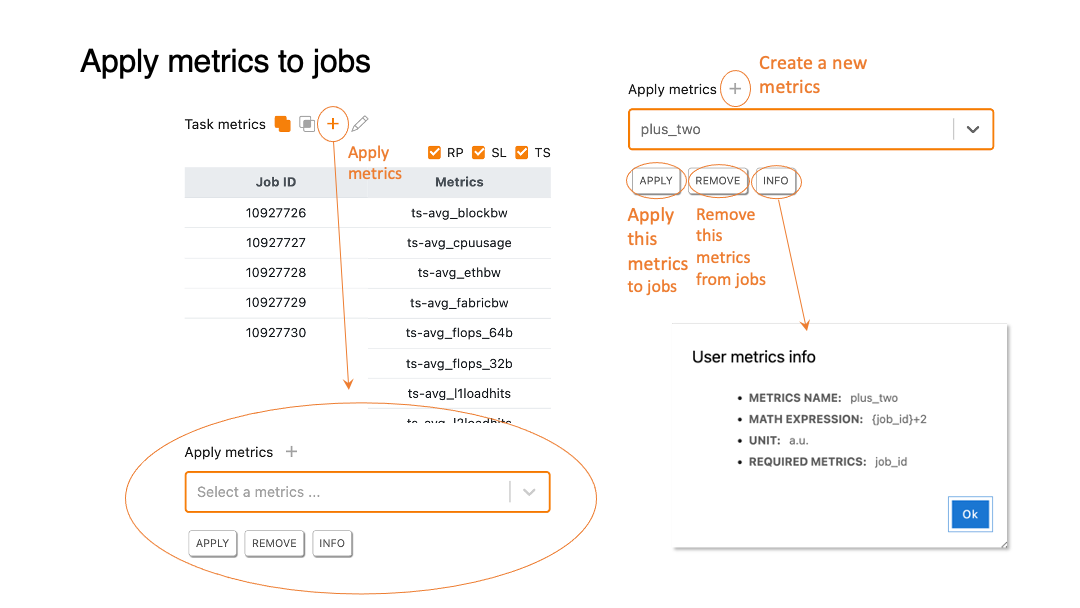 Apply metrics to jobs
Task metrics
Apply
metrics
RP SL TS
Job ID Metrics
10927726 ts-avg_blockbw
10927727 ts-avg_cpuusage
10927728 ts-avg_ethbw
10927729 ts-avg_fabricbw
10927730 ts-avg_flops_64b
ts-avg_flops_32b
ts-avg_l1loadhits
ts-avg_l2loadhits
Apply metrics +
Select a metrics ...
APPLY REMOVE INFO
Apply metrics +
Create a new
metrics
plus_two
APPLY REMOVE INFO
Apply
this
metrics
to jobs
Remove
this
metrics
from jobs
User metrics info
• METRICS NAME: plus_two
• MATH EXPRESSION: {job_id}+2
• UNIT: a.u.
• REQUIRED METRICS: job_id
Ok